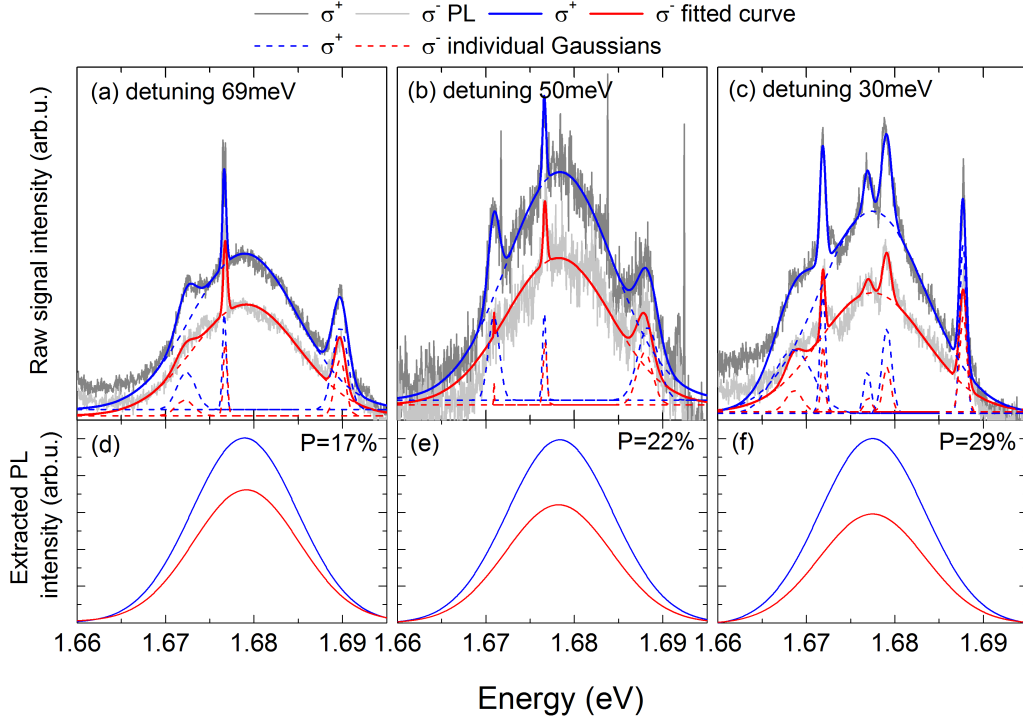 σ⁺ σ⁻ PL σ⁺ σ⁻ fitted curve
σ⁺ σ⁻ individual Gaussians
(a) detuning 69meV (b) detuning 50meV (c) detuning 30meV
Raw signal intensity (arb.u.)
(d) P=17% (e) P=22% (f) P=29%
Extracted PL
intensity (arb.u.)
1.66 1.67 1.68 1.69 1.66 1.67 1.68 1.69 1.66 1.67 1.68 1.69
Energy (eV)